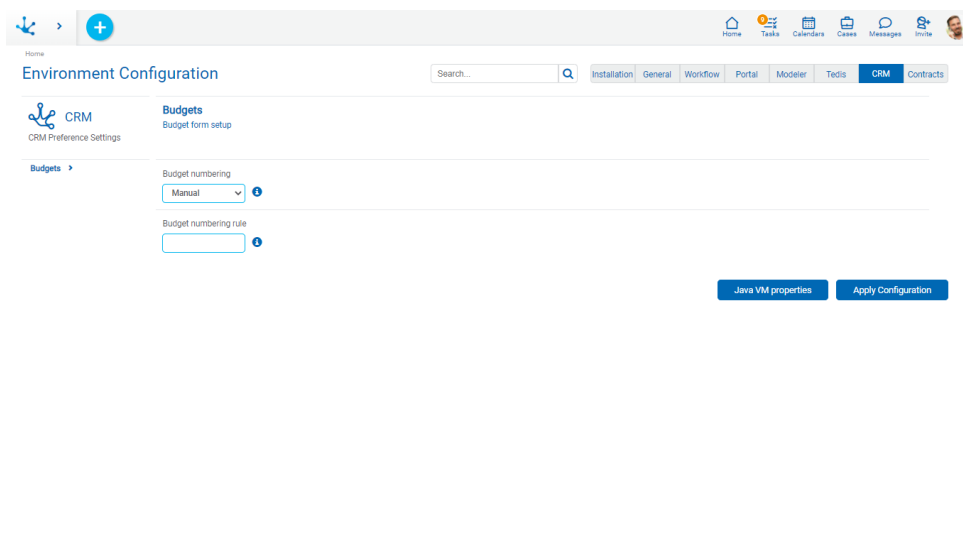 Home
Tasks
Calendars
Cases
Messages
Invite
Home
Environment Configuration
Search...
Installation
General
Workflow
Portal
Modeler
Tedis
CRM
Contracts
CRM
CRM Preference Settings
Budgets
Budgets
Budget form setup
Budget numbering
Manual
Budget numbering rule
Java VM properties
Apply Configuration